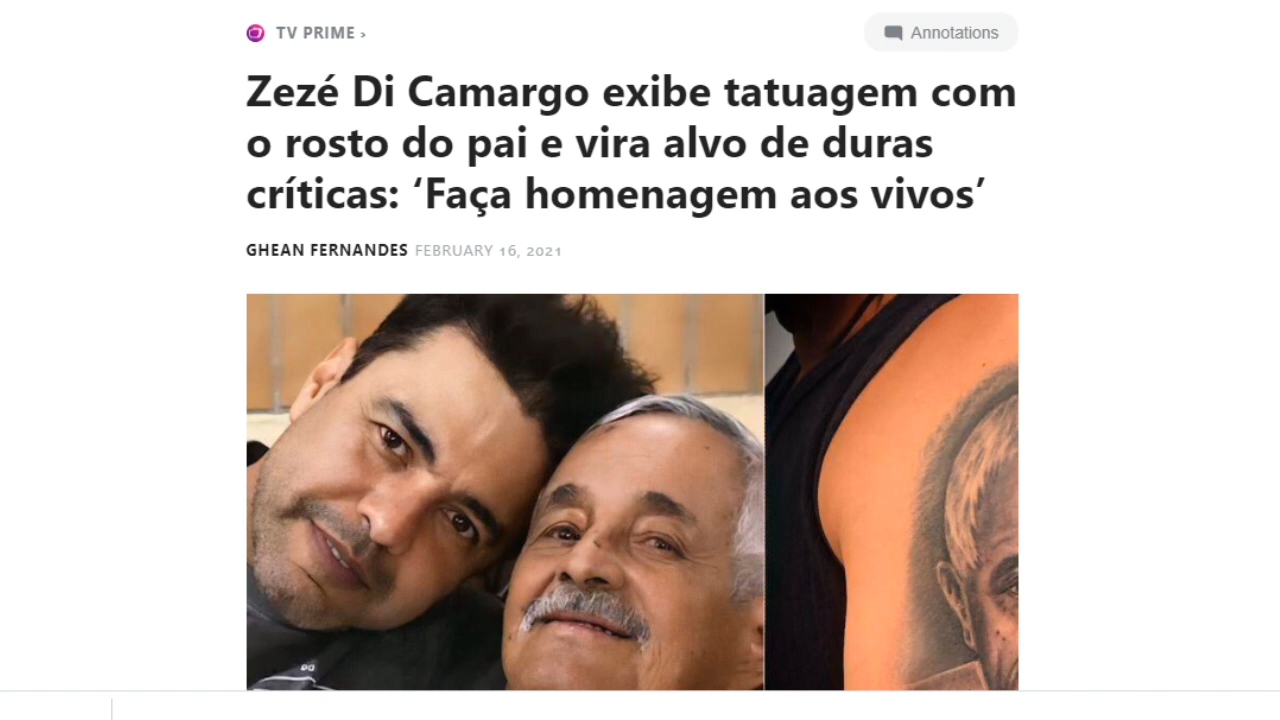 TV PRIME ›
Annotations
Zezé Di Camargo exibe tatuagem com
o rosto do pai e vira alvo de duras
críticas: ‘Faça homenagem aos vivos’
GHEAN FERNANDES FEBRUARY 16, 2021